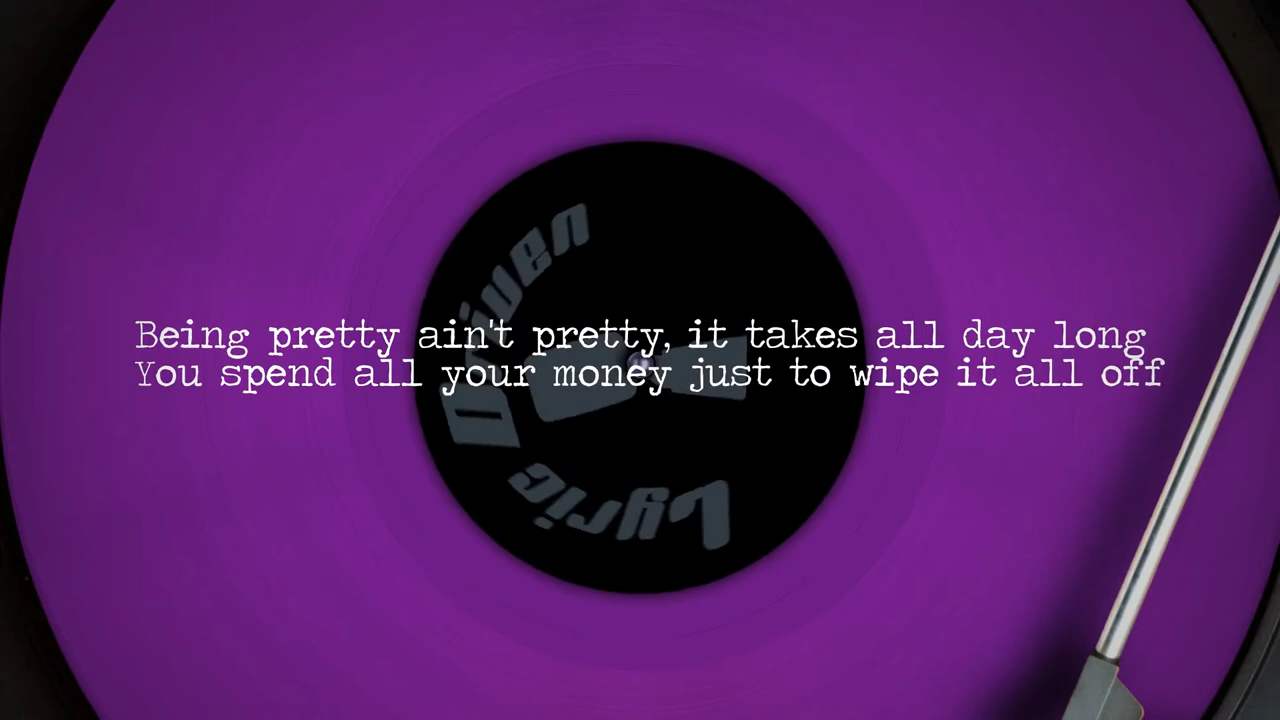 Being pretty ain't pretty, it takes all day long
You spend all your money just to wipe it all off
Lyric Driven